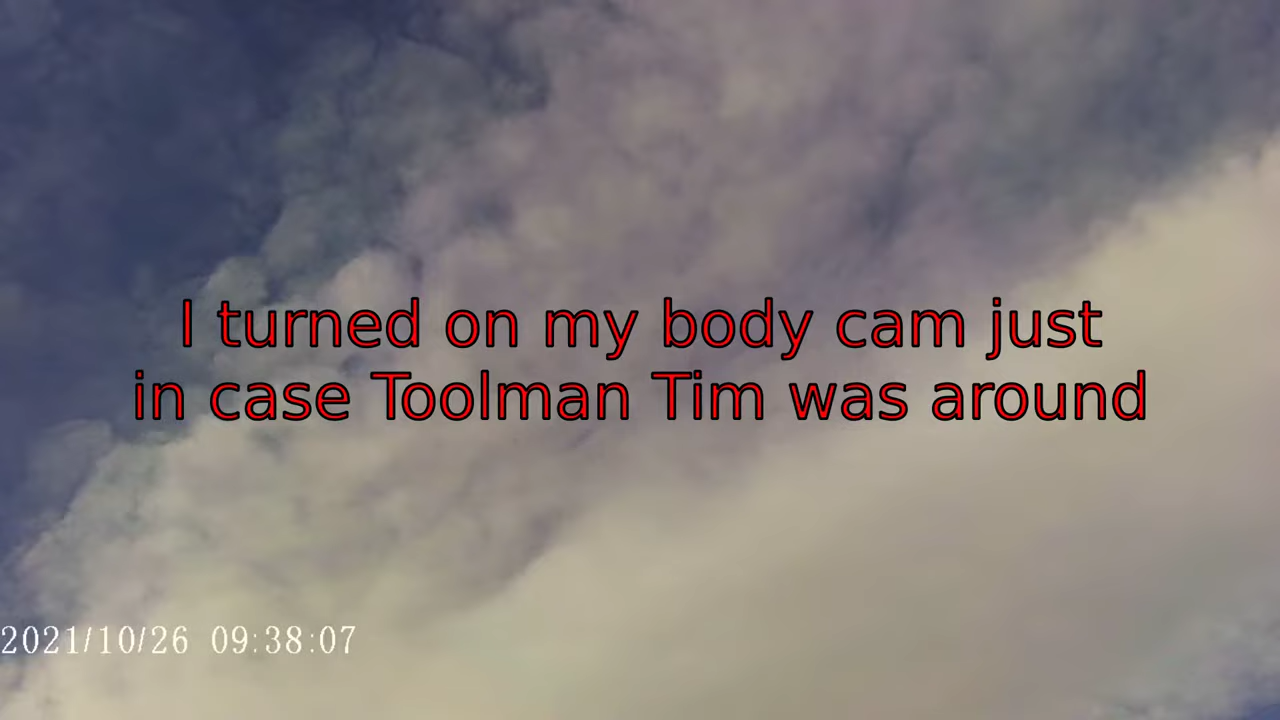 I turned on my body cam just
in case Toolman Tim was around
2021/10/26 09:38:07